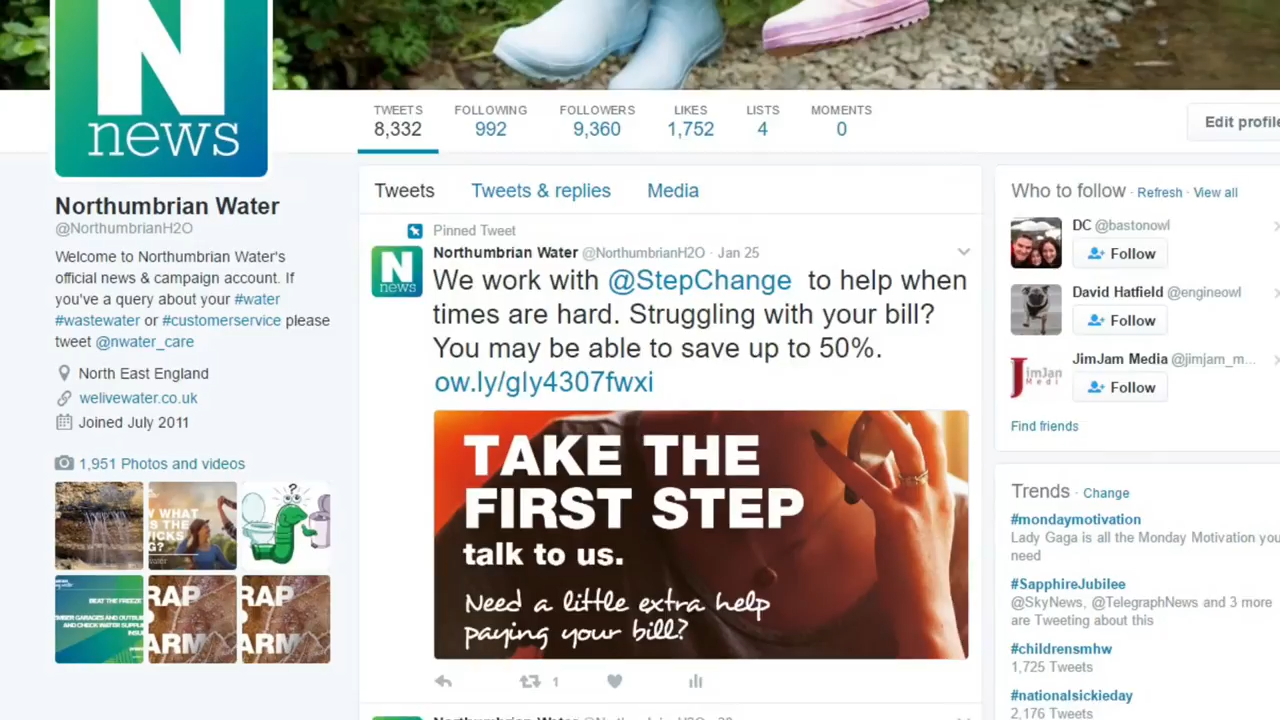 N
news
TWEETS
8,332
FOLLOWING
992
FOLLOWERS
9,360
LIKES
1,752
LISTS
4
MOMENTS
0
Edit profile
Northumbrian Water
@NorthumbrianH2O
Welcome to Northumbrian Water's
official news & campaign account. If
you've a query about your #water
#wastewater or #customerservice please
tweet @nwater_care
North East England
welivewater.co.uk
Joined July 2011
1,951 Photos and videos
BEAT THE FREEZE
RAP
ARM
RAP
ARM
Tweets Tweets & replies Media
Pinned Tweet
Northumbrian Water @NorthumbrianH2O · Jan 25
N
news
We work with @StepChange to help when
times are hard. Struggling with your bill?
You may be able to save up to 50%.
ow.ly/gly4307fwxi
TAKE THE
FIRST STEP
talk to us.
Need a little extra help
paying your bill?
1
Who to follow · Refresh · View all
DC @bastonowl
Follow
David Hatfield @engineowl
Follow
JimJam Media @jimjam_m...
Follow
Find friends
Trends · Change
#mondaymotivation
Lady Gaga is all the Monday Motivation you
need
#SapphireJubilee
@SkyNews, @TelegraphNews and 3 more
are Tweeting about this
#childrensmhw
1,725 Tweets
#nationalsickieday
2,176 Tweets